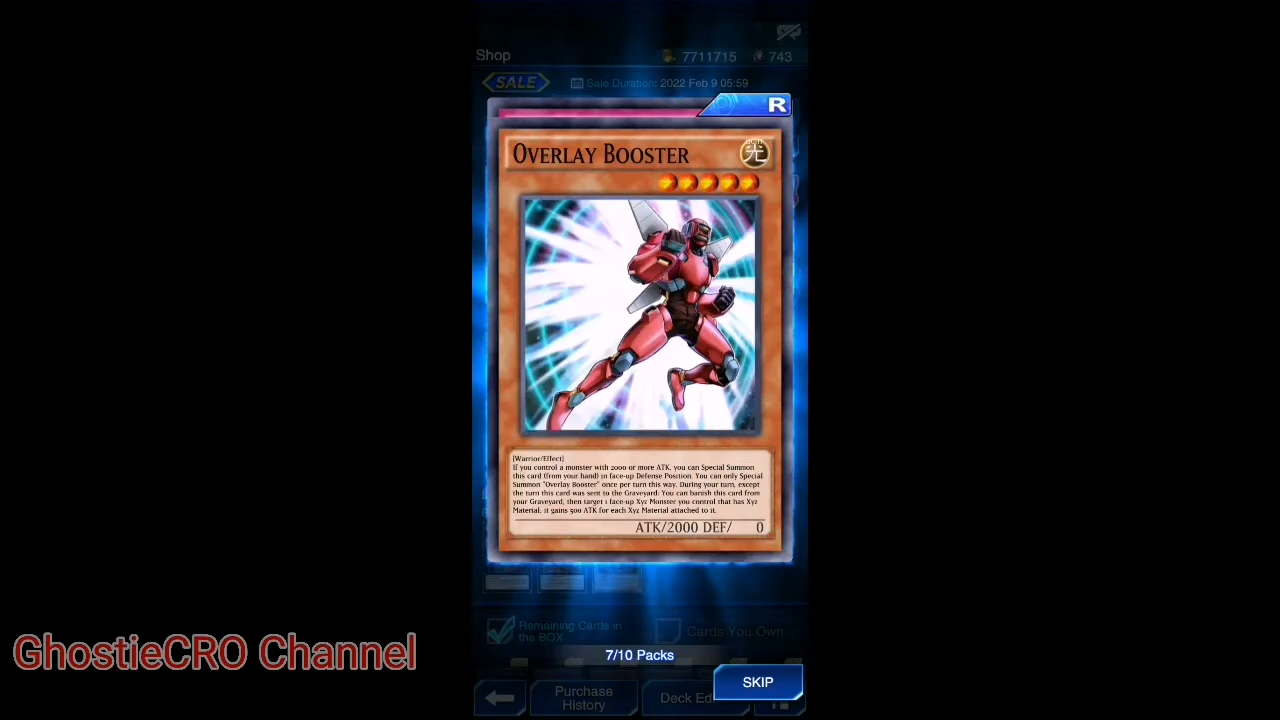 Shop
7711715
743
SALE
Sale Duration: 2022 Feb 9 05:59
R
OVERLAY BOOSTER
光
[Warrior/Effect]
If you control a monster with 2000 or more ATK, you can Special Summon
this card (from your hand) in face-up Defense Position. You can only Special
Summon "Overlay Booster" once per turn this way. During your turn, except
the turn this card was sent to the Graveyard: You can banish this card from
your Graveyard, then target 1 face-up Xyz Monster you control that has Xyz
Material; it gains 500 ATK for each Xyz Material attached to it.
ATK/2000 DEF/ 0
Remaining Cards in
the BOX
Cards You Own
7/10 Packs
SKIP
Purchase
History
Deck Edi
GhostieCRO Channel